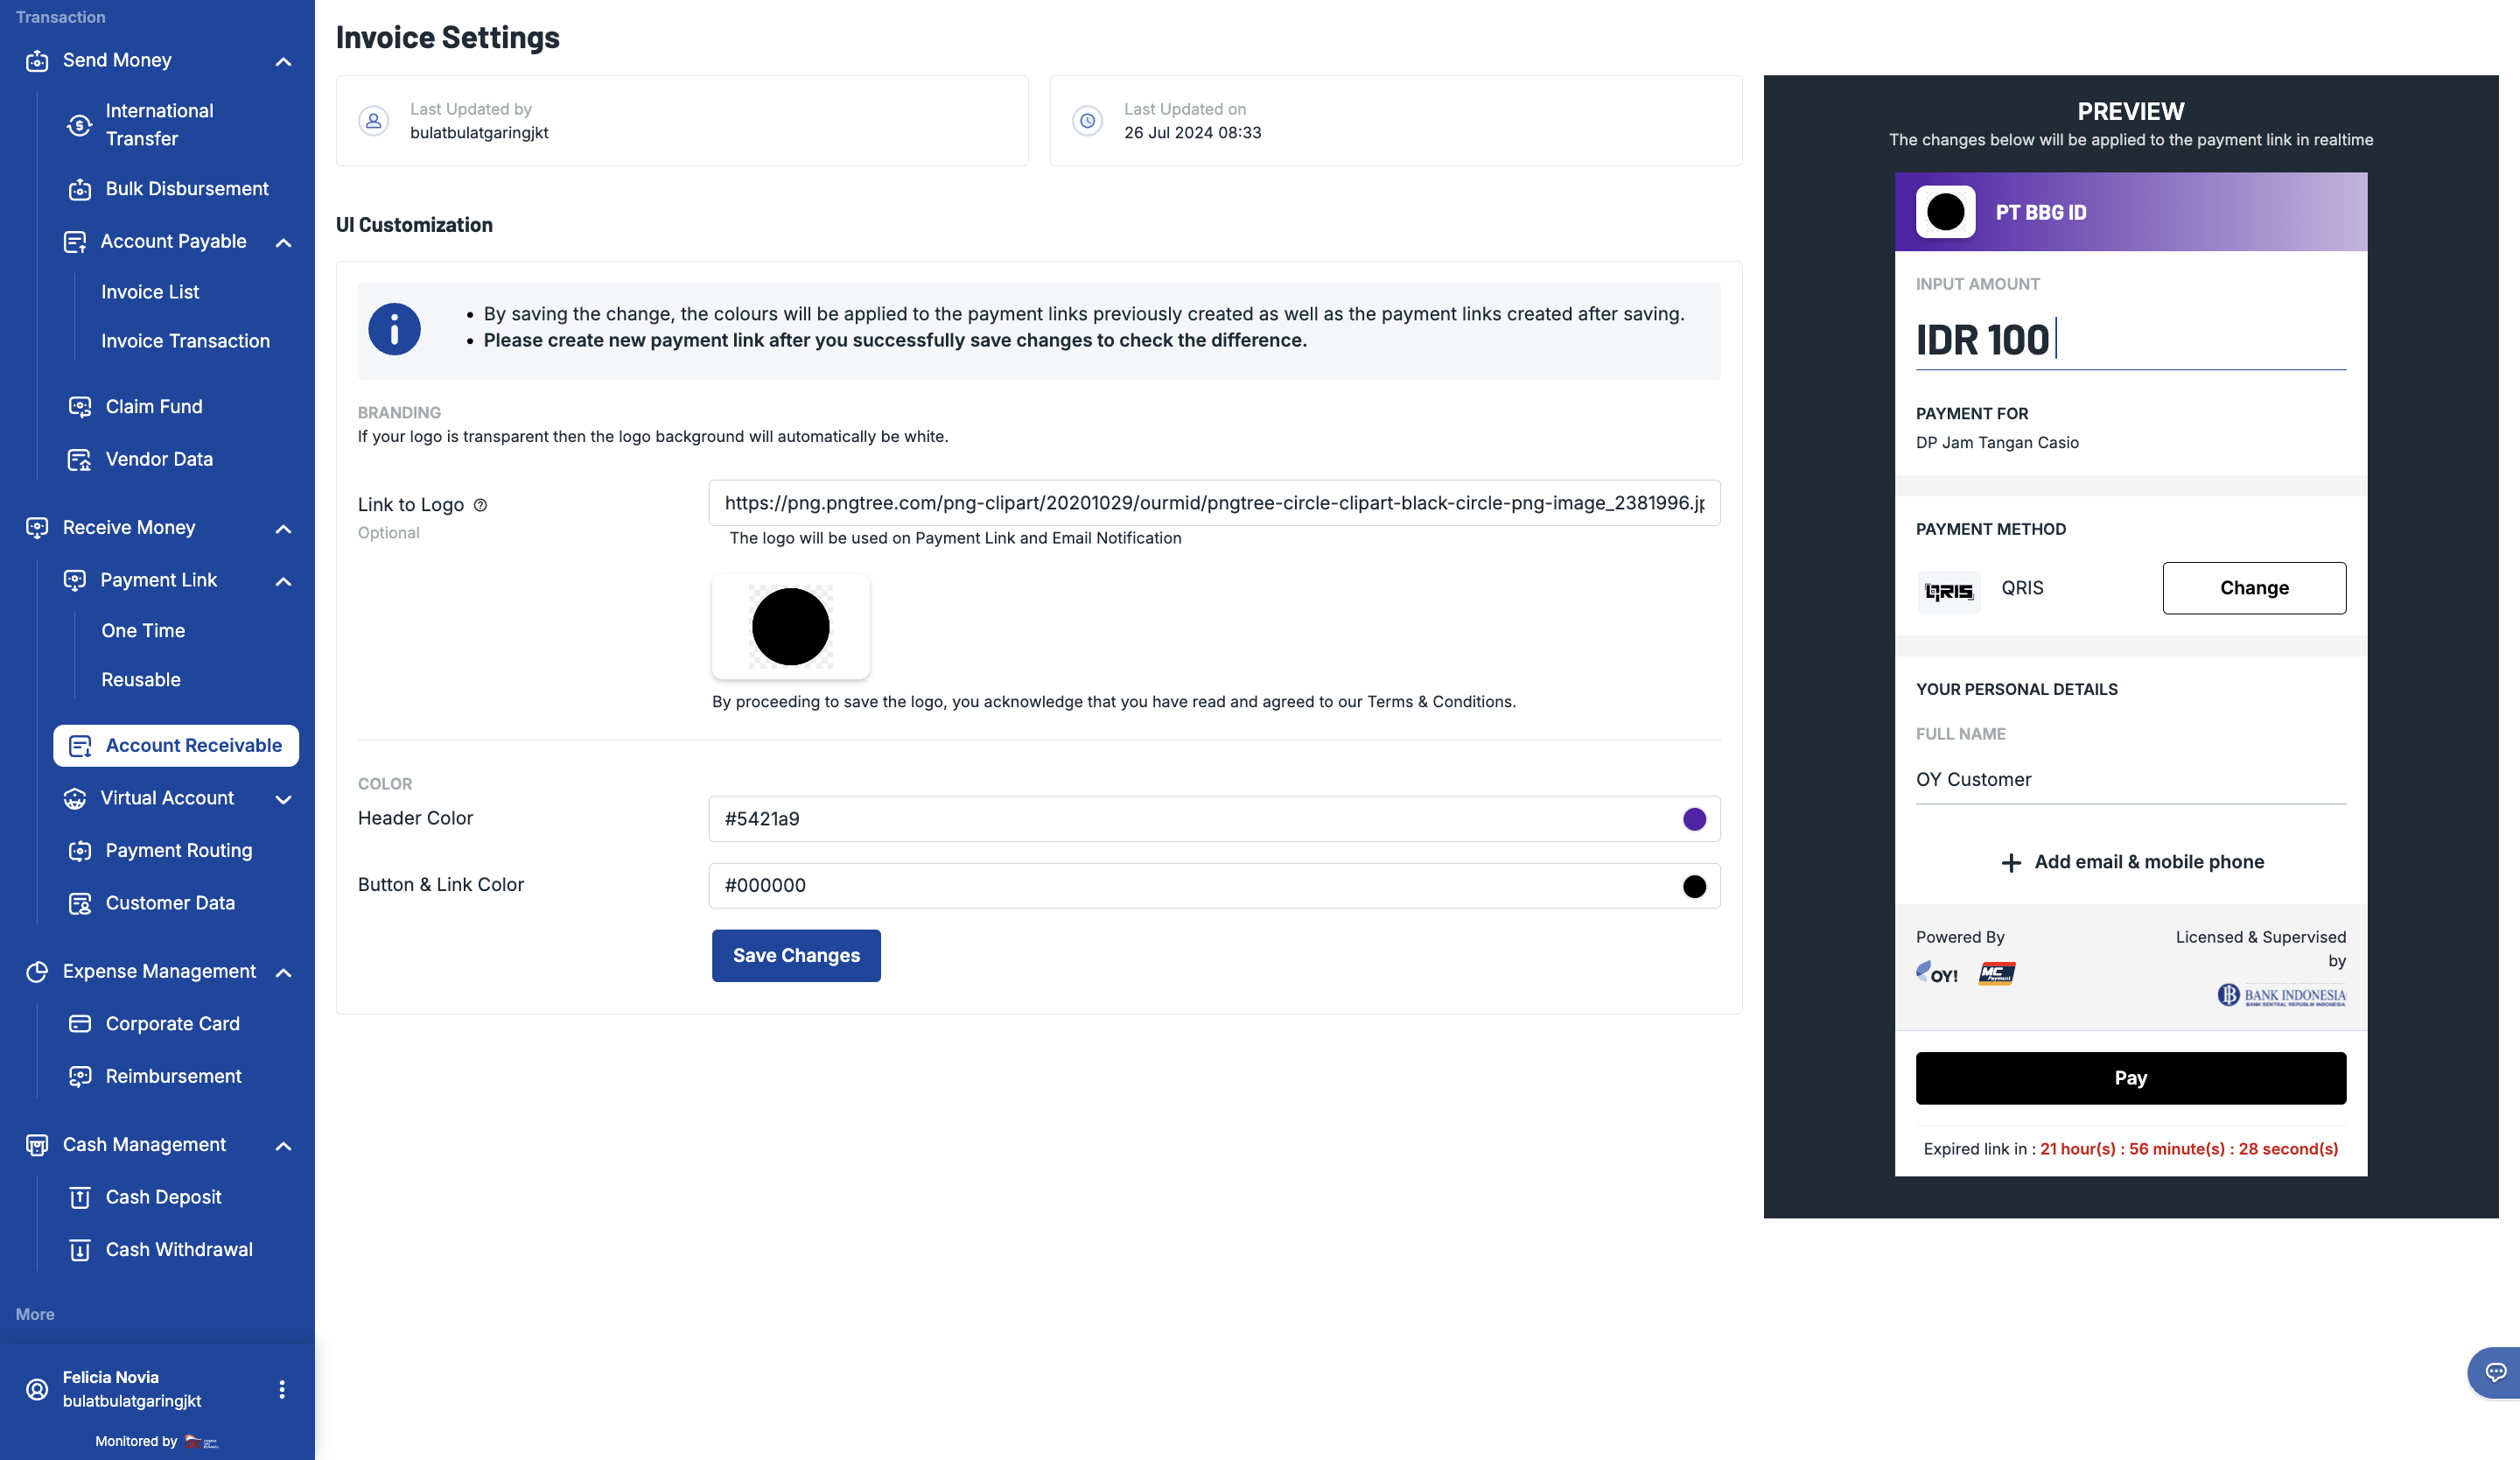 Transaction
Send Money
International
Transfer
Bulk Disbursement
Account Payable
Invoice List
Invoice Transaction
Claim Fund
Vendor Data
Receive Money
Payment Link
One Time
Reusable
Account Receivable
Virtual Account
Payment Routing
Customer Data
Expense Management
Corporate Card
Reimbursement
Cash Management
Cash Deposit
Cash Withdrawal
More
Felicia Novia
bulatbulatgaringjkt
Monitored by
Invoice Settings
Last Updated by
bulatbulatgaringjkt
Last Updated on
26 Jul 2024 08:33
UI Customization
By saving the change, the colours will be applied to the payment links previously created as well as the payment links created after saving.
Please create new payment link after you successfully save changes to check the difference.
BRANDING
If your logo is transparent then the logo background will automatically be white.
Link to Logo
Optional
https://png.pngtree.com/png-clipart/20201029/ourmid/pngtree-circle-clipart-black-circle-png-image_2381996.jp
The logo will be used on Payment Link and Email Notification
By proceeding to save the logo, you acknowledge that you have read and agreed to our Terms & Conditions.
COLOR
Header Color
#5421a9
Button & Link Color
#000000
Save Changes
PREVIEW
The changes below will be applied to the payment link in realtime
PT BBG ID
INPUT AMOUNT
IDR 100
PAYMENT FOR
DP Jam Tangan Casio
PAYMENT METHOD
QRIS
QRIS
Change
YOUR PERSONAL DETAILS
FULL NAME
OY Customer
Add email & mobile phone
Powered By
OY!
MC Payment
Licensed & Supervised
by
BANK INDONESIA
BANK SENTRAL REPUBLIK INDONESIA
Pay
Expired link in : 21 hour(s) : 56 minute(s) : 28 second(s)